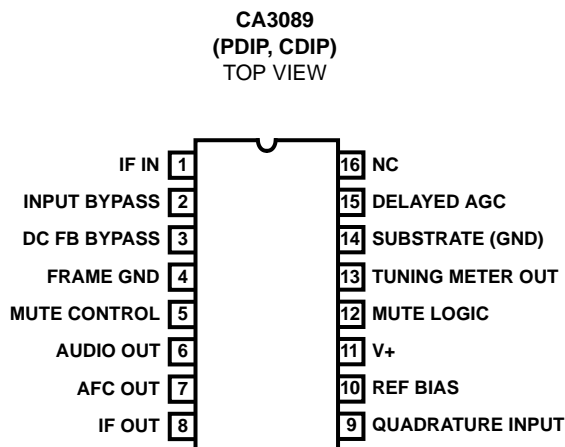 CA3089
(PDIP, CDIP)
TOP VIEW
IF IN 1 16 NC
INPUT BYPASS 2 15 DELAYED AGC
DC FB BYPASS 3 14 SUBSTRATE (GND)
FRAME GND 4 13 TUNING METER OUT
MUTE CONTROL 5 12 MUTE LOGIC
AUDIO OUT 6 11 V+
AFC OUT 7 10 REF BIAS
IF OUT 8 9 QUADRATURE INPUT